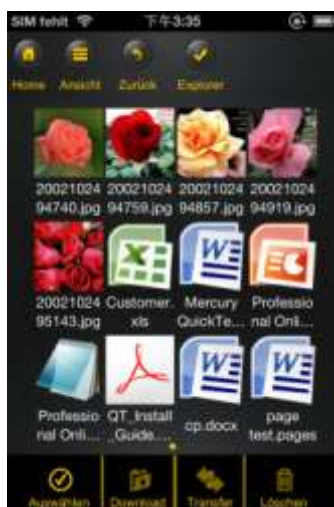 SIM fehlt 下午3:35
Home Ansicht Zurück Explorer
20021024 20021024 20021024 20021024
94740.jpg 94759.jpg 94857.jpg 94919.jpg
20021024 Customer. Mercury Professio
95143.jpg xls QuickTe... nal Onli...
Professio QT_Install cp.docx page
nal Onli... _Guide.... test.pages
Auswählen Download Transfer Löschen